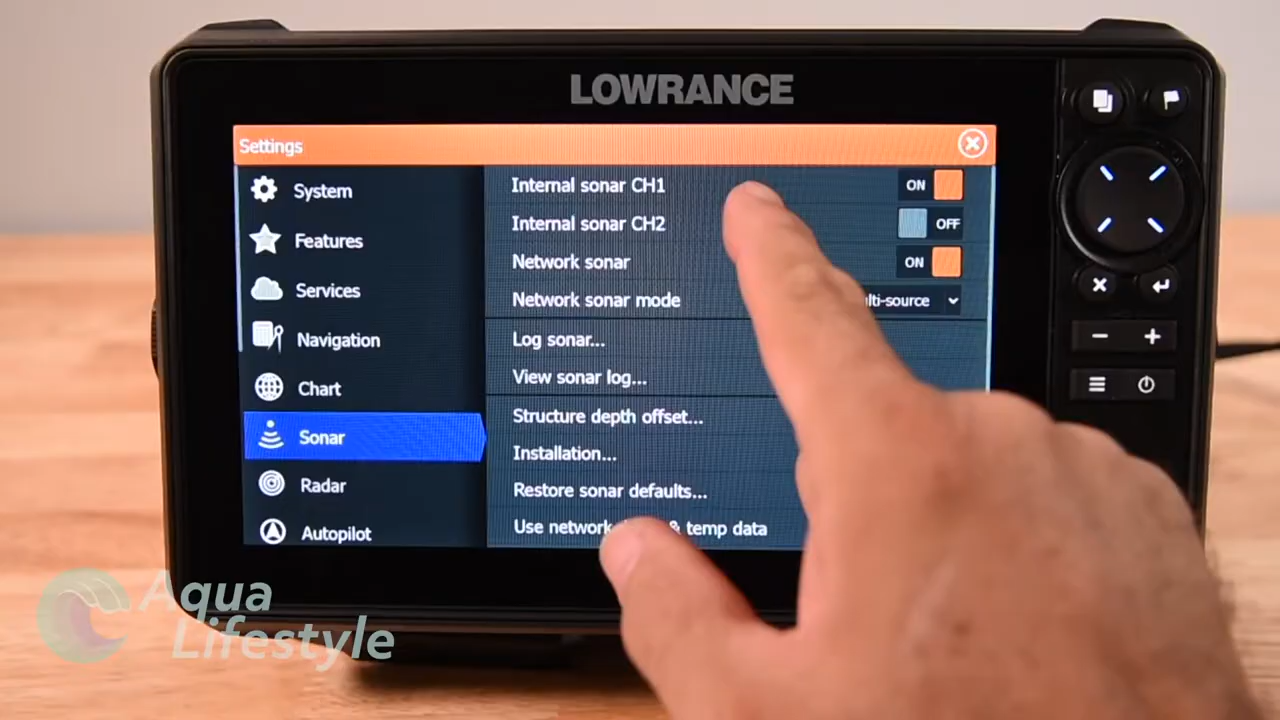 LOWRANCE
Settings
System
Features
Services
Navigation
Chart
Sonar
Radar
Autopilot
Internal sonar CH1 ON
Internal sonar CH2 OFF
Network sonar ON
Network sonar mode
Log sonar...
View sonar log...
Structure depth offset...
Installation...
Restore sonar defaults...
Use network & temp data
Aqua
Lifestyle